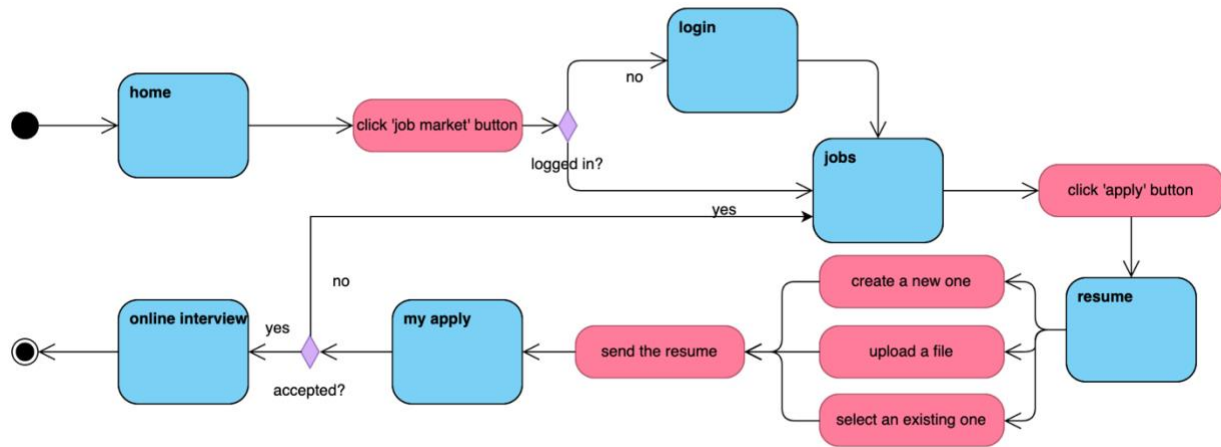 login
no
home
click 'job market' button
logged in?
jobs
click 'apply' button
yes
no
create a new one
resume
online interview
yes
my apply
send the resume
upload a file
accepted?
select an existing one